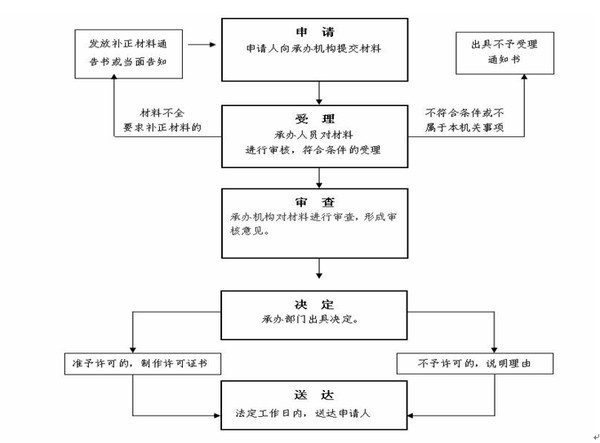 申 请
申请人向承办机构提交材料
发放补正材料通
告书或当面告知
出具不予受理
通知书
材料不全
要求补正材料的
受 理
承办人员对材料
进行审核，符合条件的受理
不符合条件或不
属于本机关事项
审 查
承办机构对材料进行审查，形成审
核意见。
决 定
承办部门出具决定。
准予许可的，制作许可证书
不予许可的，说明理由
送 达
法定工作日内，送达申请人